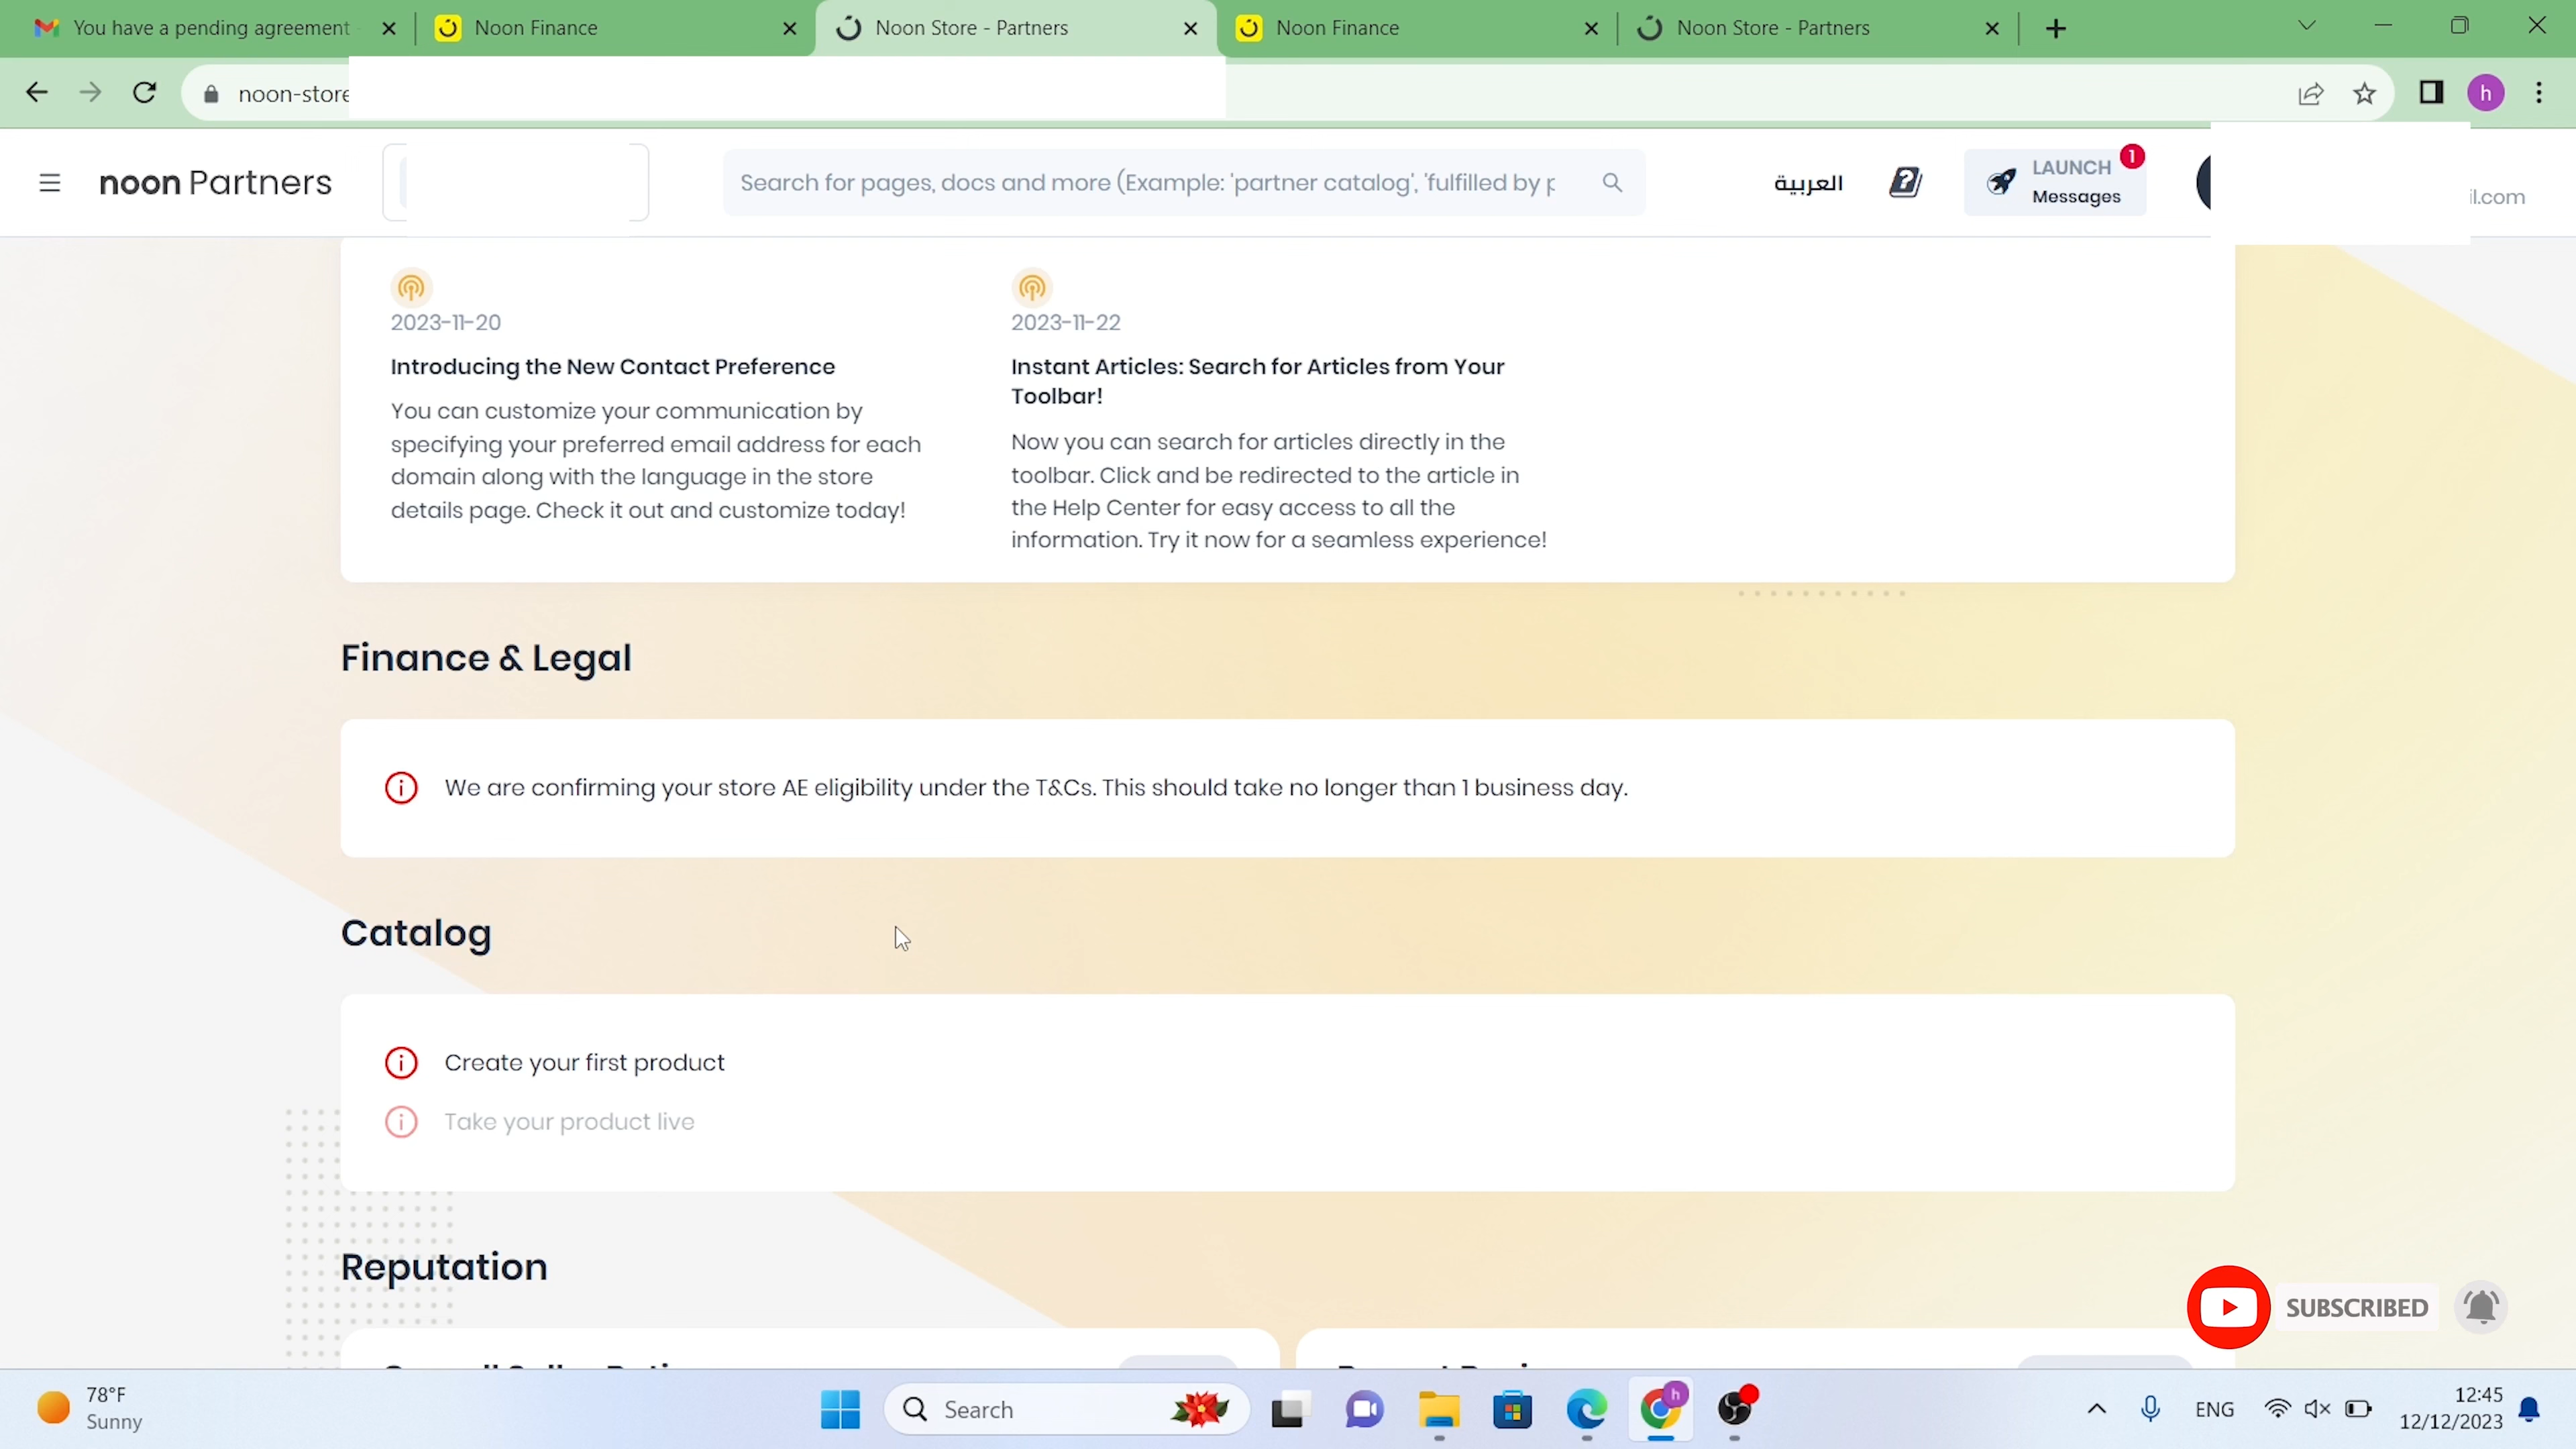 You have a pending agreement
Noon Finance
Noon Store - Partners
Noon Finance
Noon Store - Partners
noon-store
h
noon Partners
Search for pages, docs and more (Example: 'partner catalog', 'fulfilled by p
العربية
LAUNCH
1
Messages
il.com
2023-11-20
Introducing the New Contact Preference
You can customize your communication by
specifying your preferred email address for each
domain along with the language in the store
details page. Check it out and customize today!
2023-11-22
Instant Articles: Search for Articles from Your
Toolbar!
Now you can search for articles directly in the
toolbar. Click and be redirected to the article in
the Help Center for easy access to all the
information. Try it now for a seamless experience!
Finance & Legal
We are confirming your store AE eligibility under the T&Cs. This should take no longer than 1 business day.
Catalog
Create your first product
Take your product live
Reputation
SUBSCRIBED
78°F
Sunny
Search
h
ENG
12:45
12/12/2023